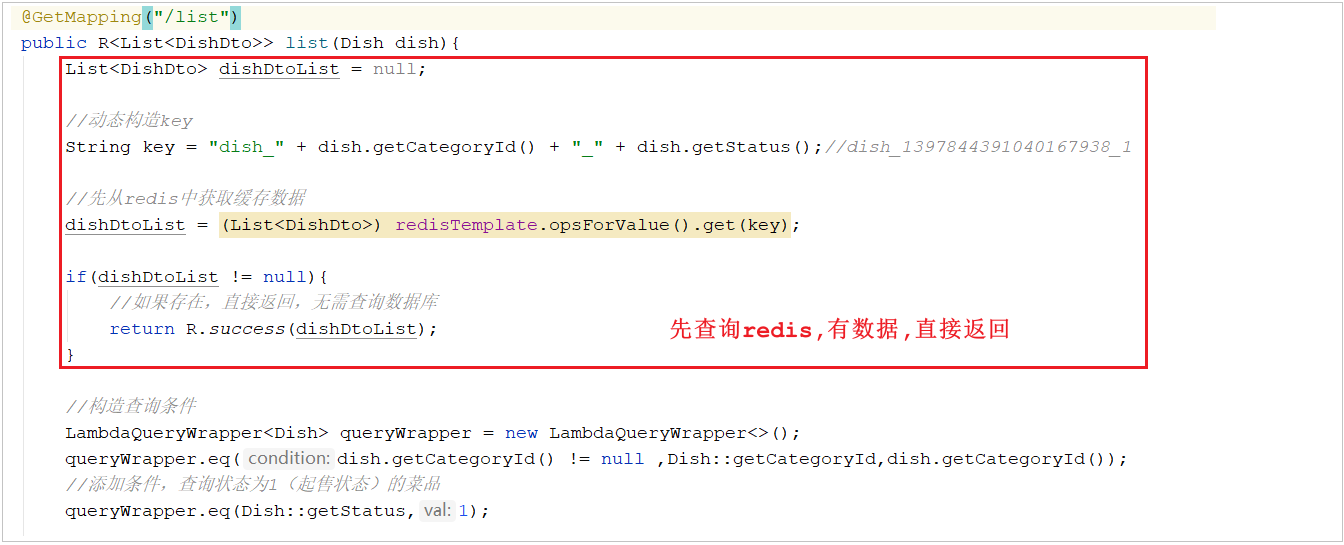 @GetMapping("/list")
public R<List<DishDto>> list(Dish dish){
List<DishDto> dishDtoList = null;
//动态构造key
String key = "dish_" + dish.getCategoryId() + "_" + dish.getStatus();//dish_1397844391040167938_1
//先从redis中获取缓存数据
dishDtoList = (List<DishDto>) redisTemplate.opsForValue().get(key);
if(dishDtoList != null){
//如果存在，直接返回，无需查询数据库
return R.success(dishDtoList);
先查询redis,有数据,直接返回
}
//构造查询条件
LambdaQueryWrapper<Dish> queryWrapper = new LambdaQueryWrapper<>();
queryWrapper.eq( condition: dish.getCategoryId() != null ,Dish::getCategoryId,dish.getCategoryId());
//添加条件，查询状态为1（起售状态）的菜品
queryWrapper.eq(Dish::getStatus, val: 1);